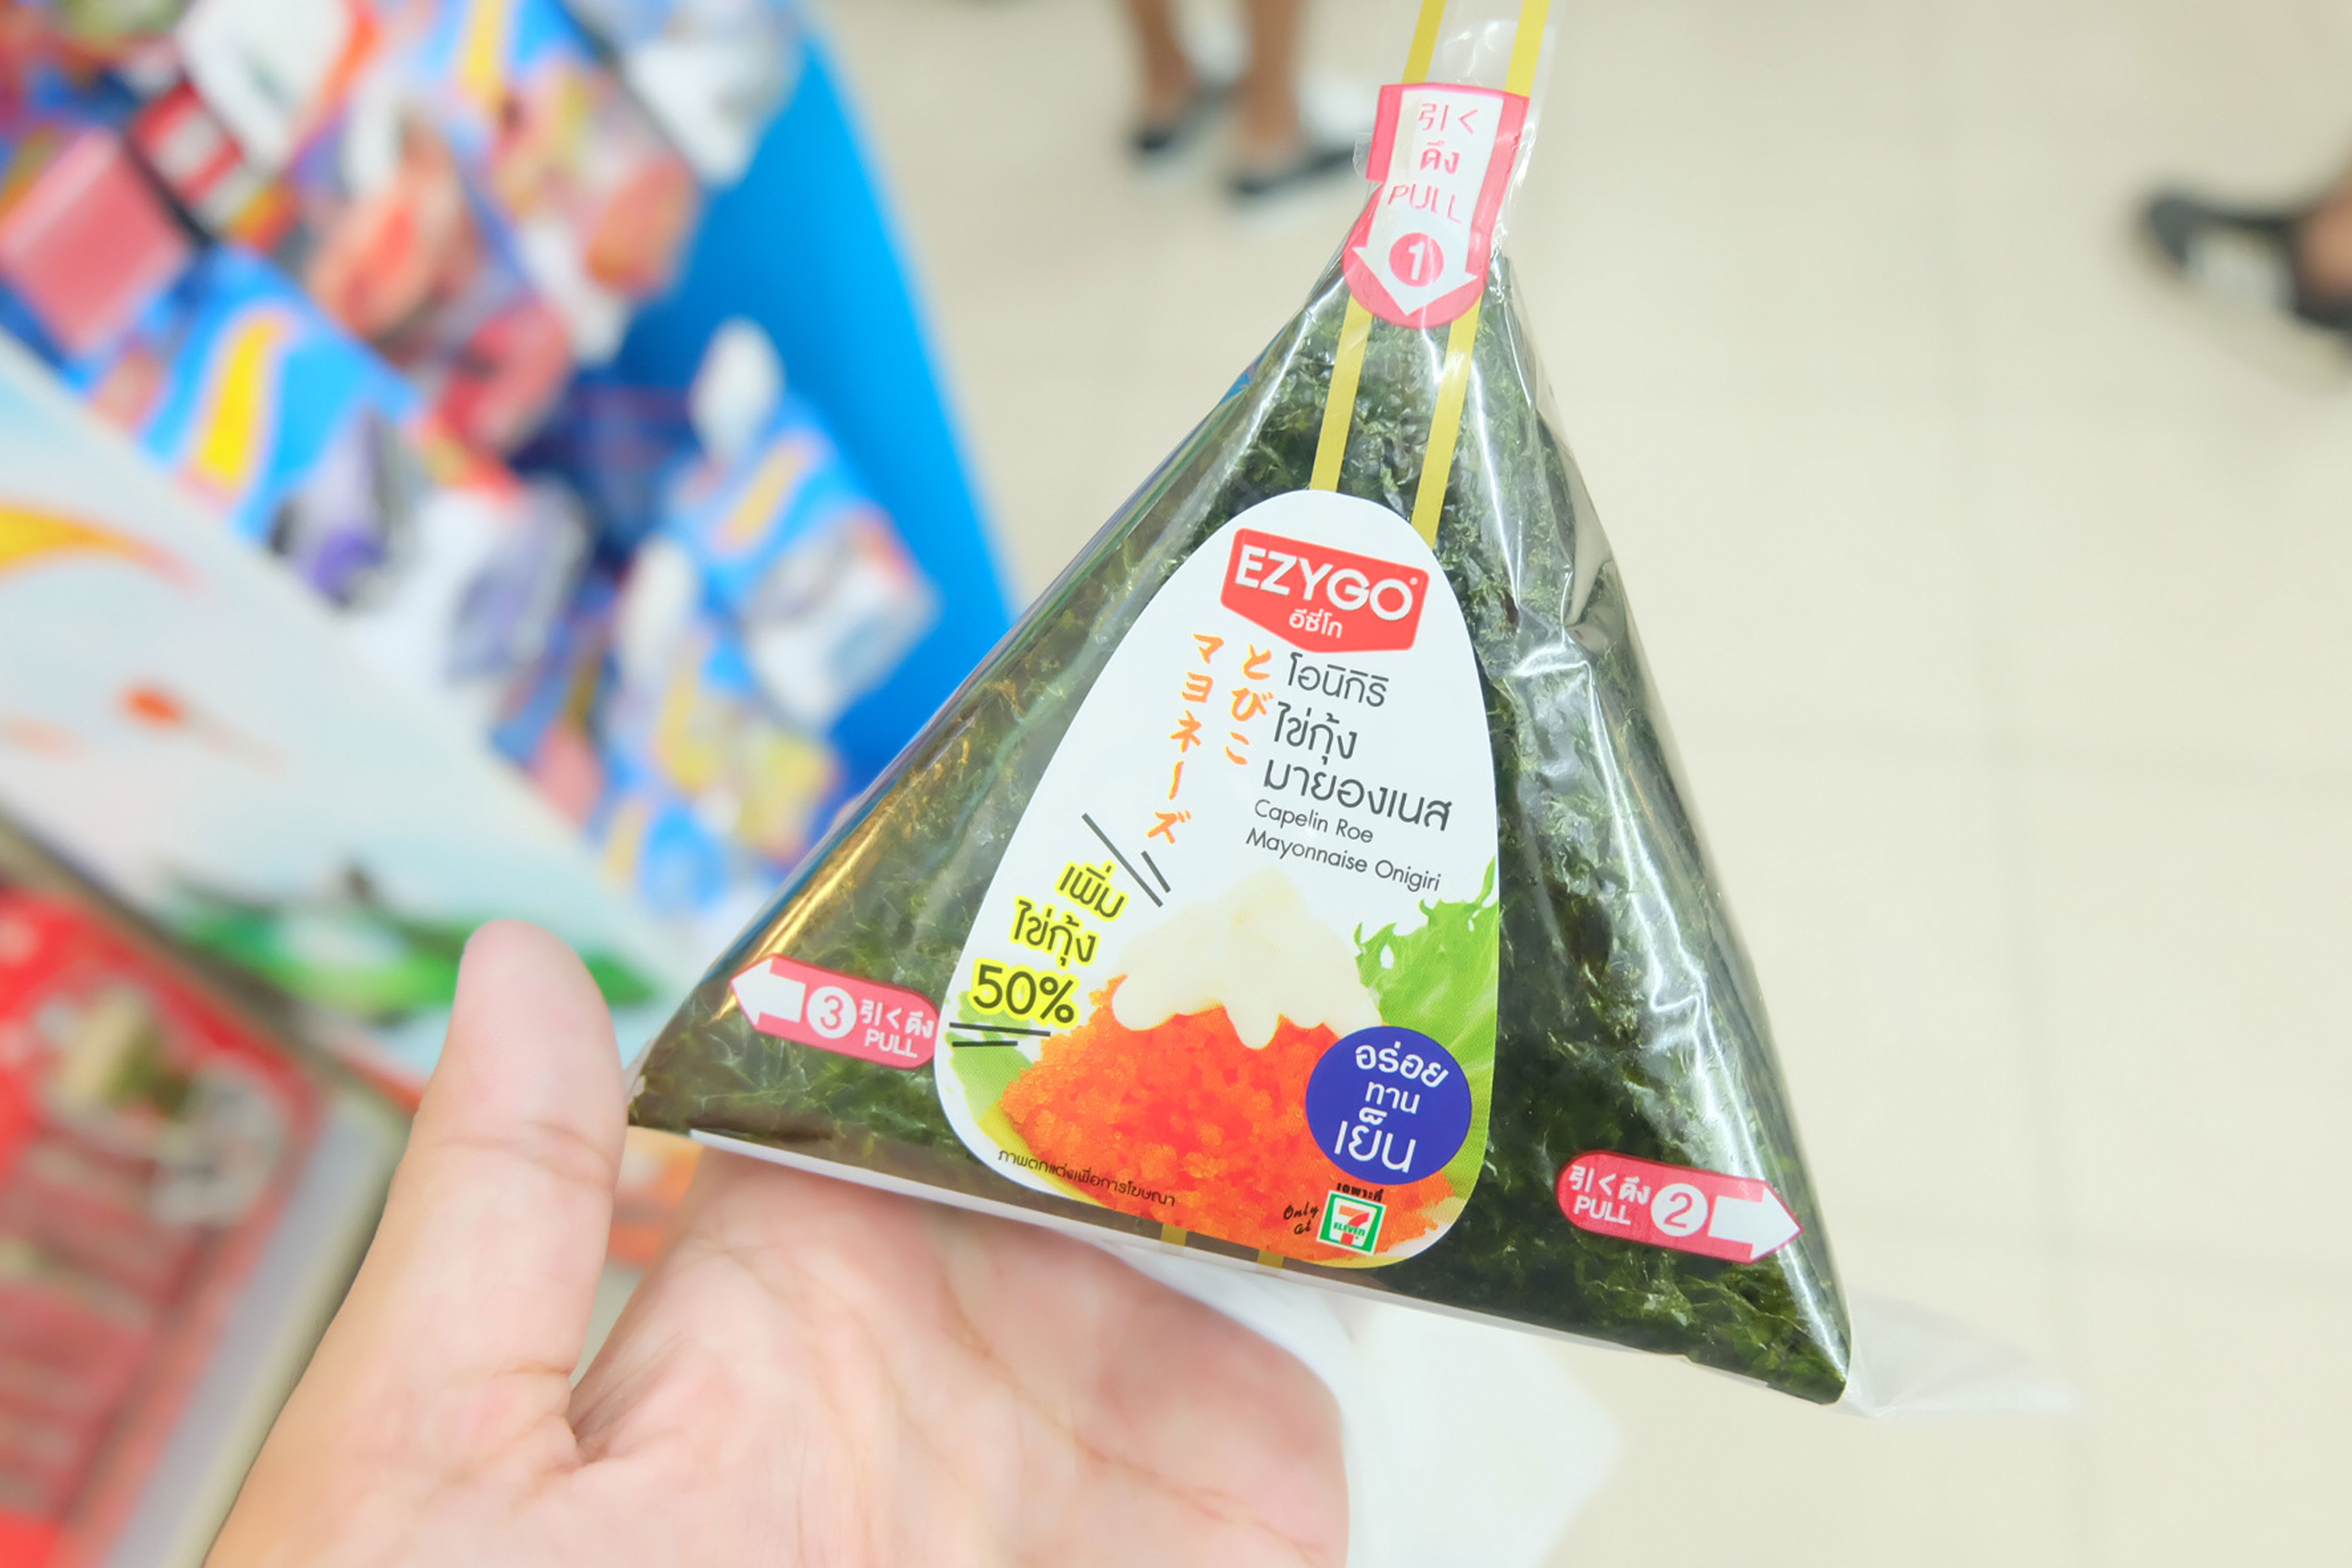 引く
ดึง
PULL
1
EZYGO
อีซี่โก
とびこ
マヨネーズ
โอนิกิริ
ไข่กุ้ง
มายองเนส
Capelin Roe
Mayonnaise Onigiri
เพิ่ม
ไข่กุ้ง
50%
3 引く ดึง
PULL
อร่อย
ทาน
เย็น
ภาพตกแต่งเพื่อการโฆษณา
เฉพาะที่
Only
at
7
ELEVEN
引く ดึง
PULL 2